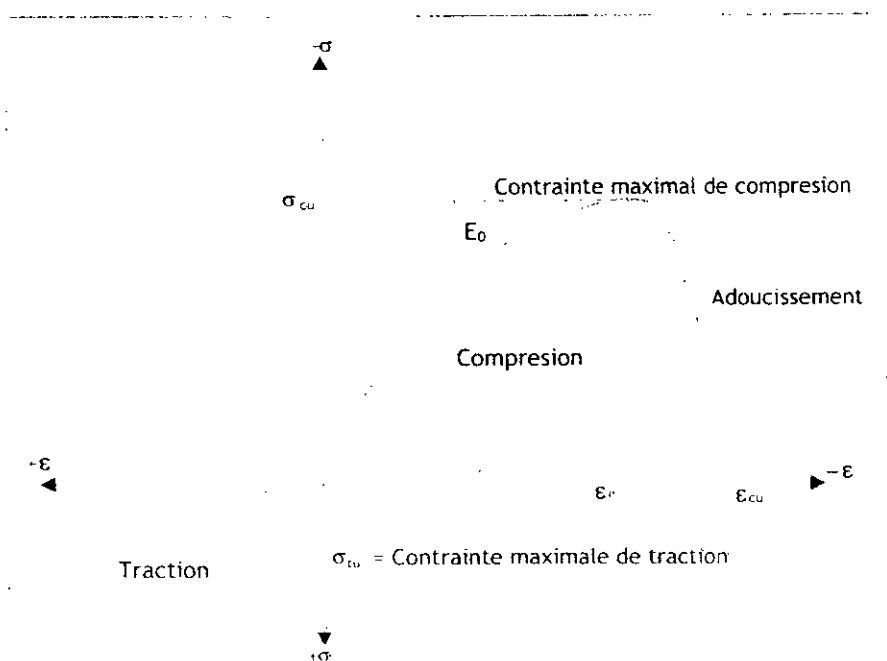 -σ
Contrainte maximal de compresion
σcu
E0
Adoucissement
Compresion
+ε
-ε
εcu
σtu = Contrainte maximale de traction
Traction
+σ